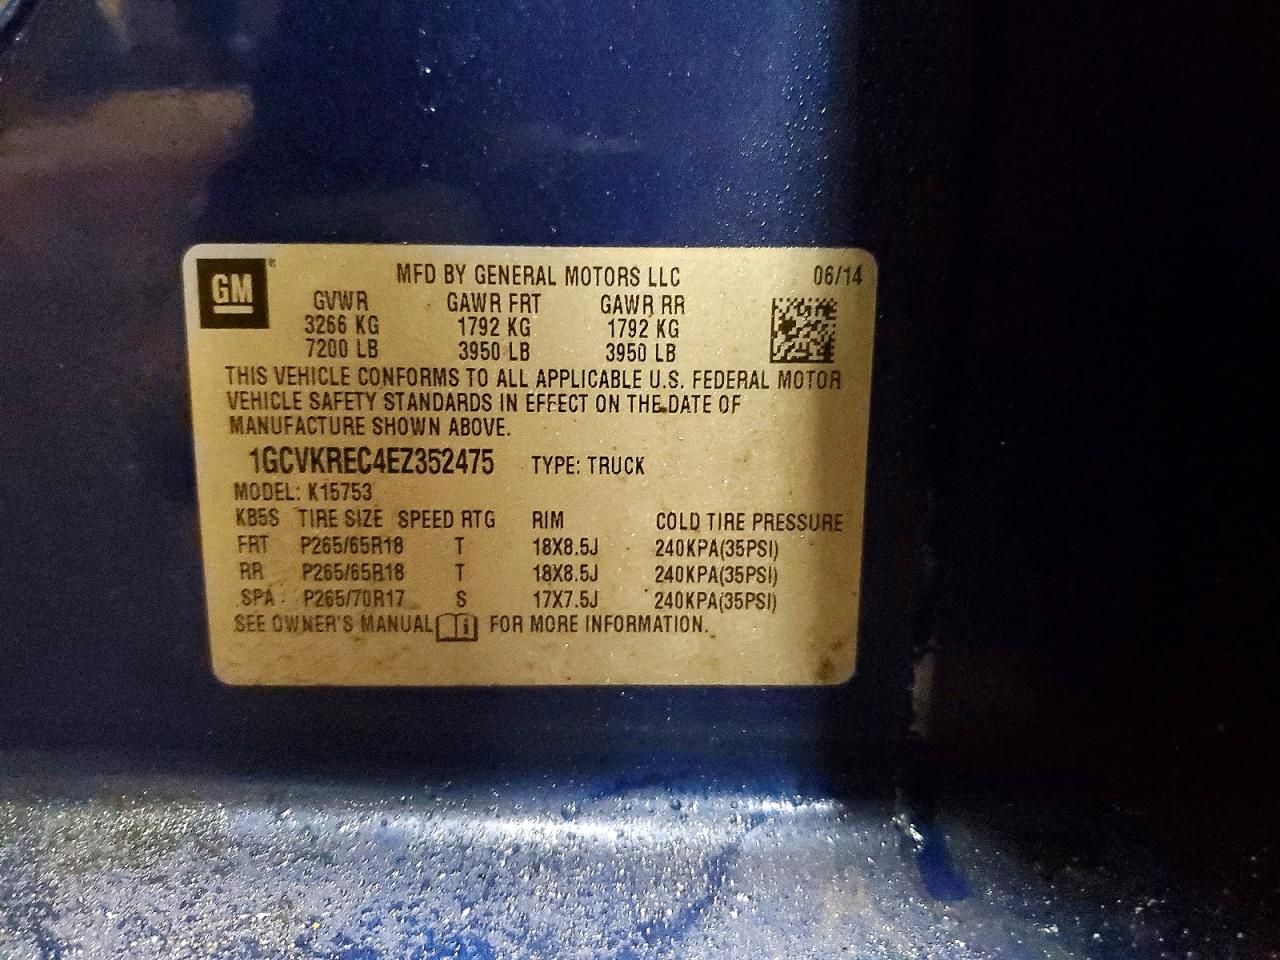 GM® MFD BY GENERAL MOTORS LLC 06/14
GVWR GAWR FRT GAWR RR
3266 KG 1792 KG 1792 KG
7200 LB 3950 LB 3950 LB
THIS VEHICLE CONFORMS TO ALL APPLICABLE U.S. FEDERAL MOTOR
VEHICLE SAFETY STANDARDS IN EFFECT ON THE DATE OF
MANUFACTURE SHOWN ABOVE.
1GCVKREC4EZ352475 TYPE: TRUCK
MODEL: K15753
KB5S TIRE SIZE SPEED RTG RIM COLD TIRE PRESSURE
FRT P265/65R18 T 18X8.5J 240KPA(35PSI)
RR P265/65R18 T 18X8.5J 240KPA(35PSI)
SPA P265/70R17 S 17X7.5J 240KPA(35PSI)
SEE OWNER'S MANUAL i FOR MORE INFORMATION.